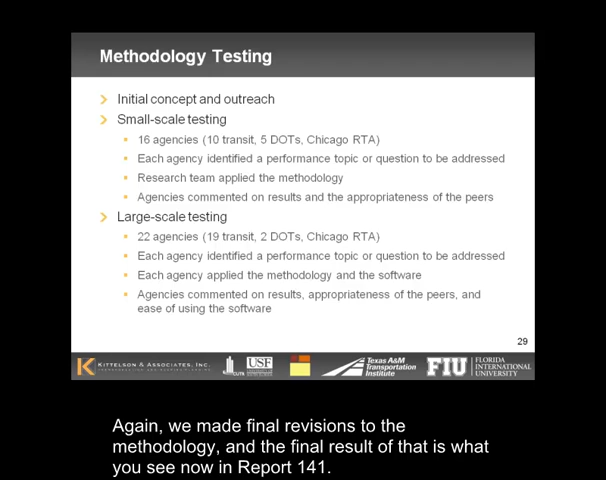 Methodology Testing
Initial concept and outreach
Small-scale testing
16 agencies (10 transit, 5 DOTs, Chicago RTA)
Each agency identified a performance topic or question to be addressed
Research team applied the methodology
Agencies commented on results and the appropriateness of the peers
Large-scale testing
22 agencies (19 transit, 2 DOTs, Chicago RTA)
Each agency identified a performance topic or question to be addressed
Each agency applied the methodology and the software
Agencies commented on results, appropriateness of the peers, and
ease of using the software
29
KITTELSON & ASSOCIATES, INC.
CUTR
USF
Texas A&M
Transportation
Institute
FIU
FLORIDA
INTERNATIONAL
UNIVERSITY
Again, we made final revisions to the
methodology, and the final result of that is what
you see now in Report 141.